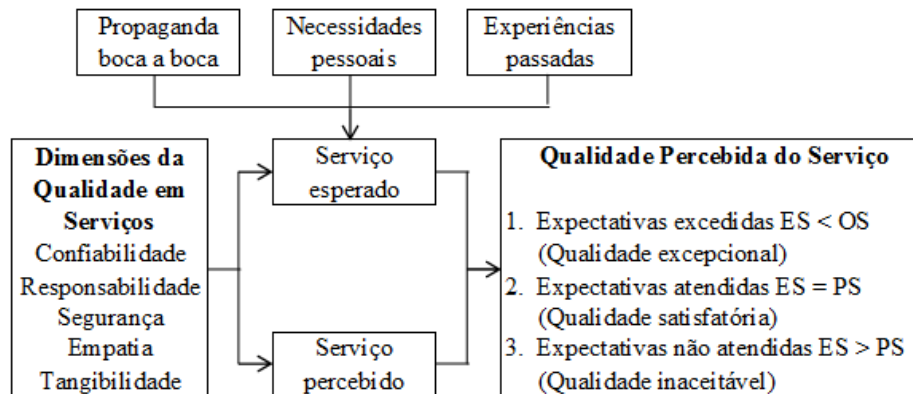 Propaganda
boca a boca
Necessidades
pessoais
Experiências
passadas
Dimensões da
Qualidade em
Serviços
Confiabilidade
Responsabilidade
Segurança
Empatia
Tangibilidade
Serviço
esperado
Serviço
percebido
Qualidade Percebida do Serviço
1. Expectativas excedidas ES < OS
(Qualidade excepcional)
2. Expectativas atendidas ES = PS
(Qualidade satisfatória)
3. Expectativas não atendidas ES > PS
(Qualidade inaceitável)